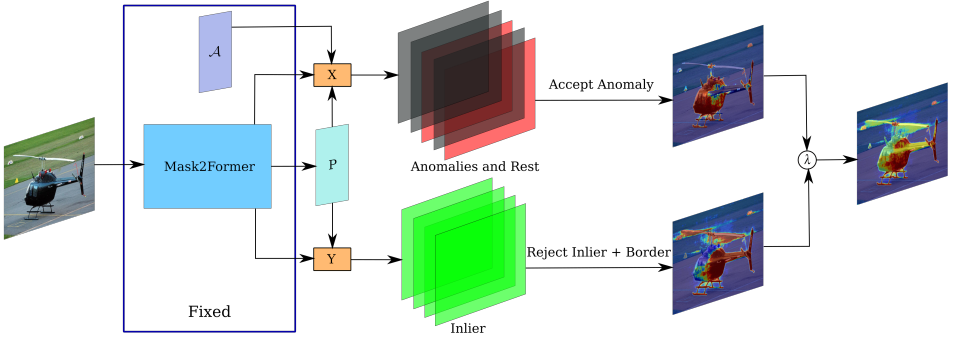 𝒜
X
Accept Anomaly
Mask2Former
P
Anomalies and Rest
λ
Y
Reject Inlier + Border
Fixed
Inlier